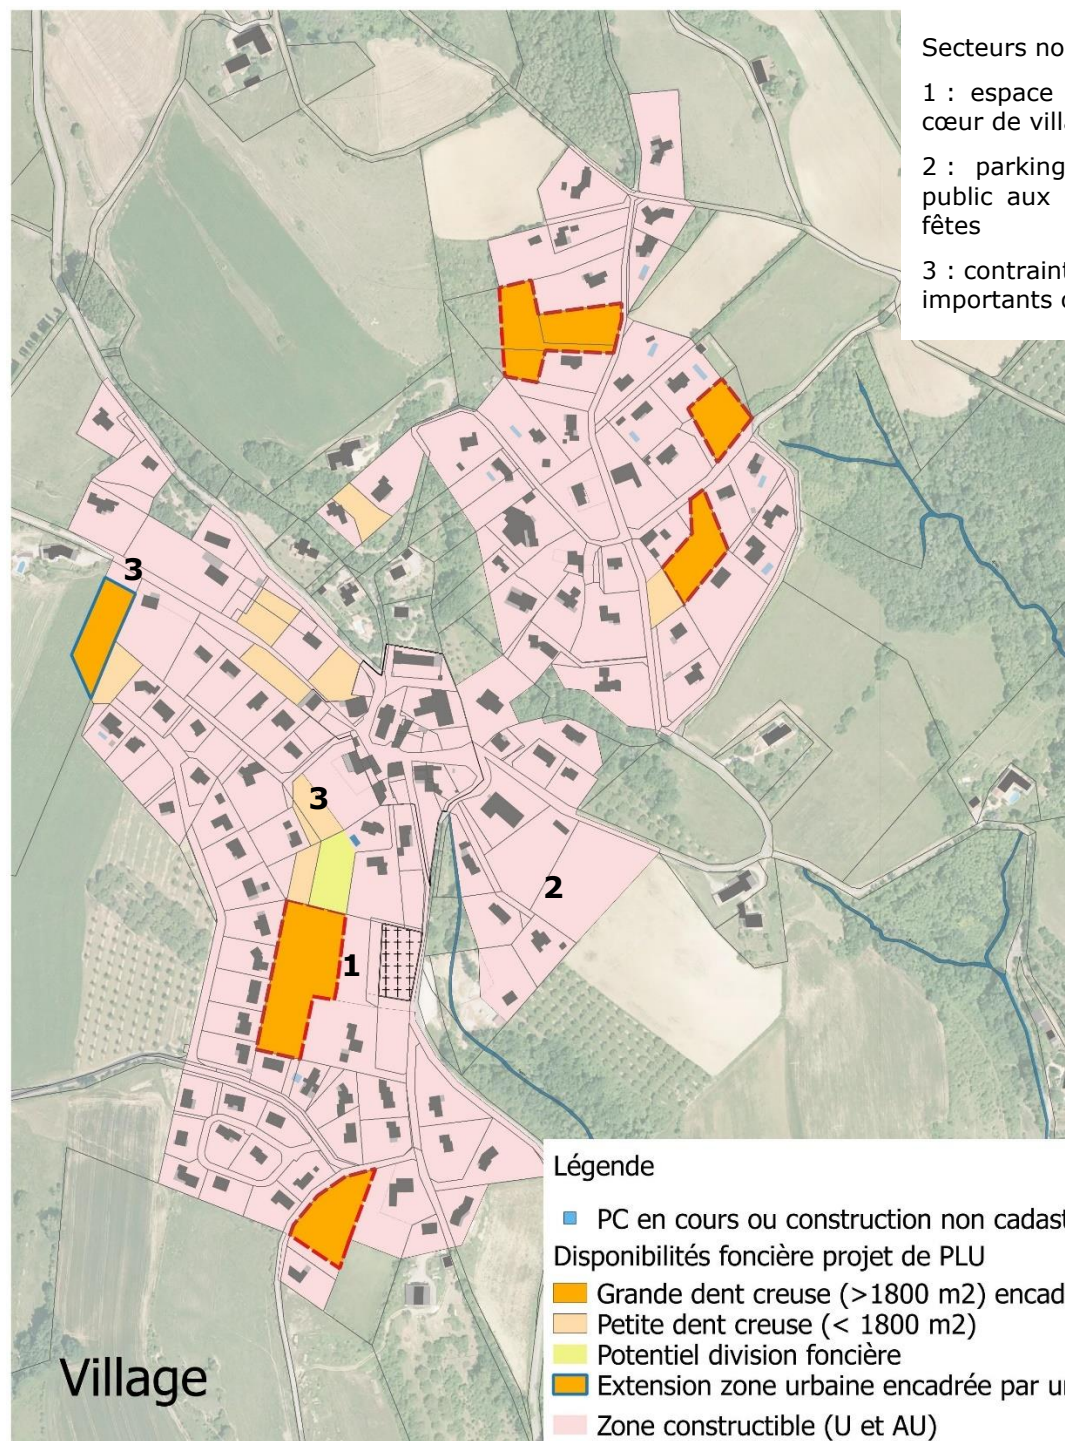 Secteurs no
1 : espace
cœur de villa
2 : parking
public aux
fêtes
3 : contraint
importants
3
3
2
1
Légende
PC en cours ou construction non cadast
Disponibilités foncière projet de PLU
Grande dent creuse (>1800 m2) encad
Petite dent creuse (< 1800 m2)
Potentiel division foncière
Extension zone urbaine encadrée par u
Zone constructible (U et AU)
Village